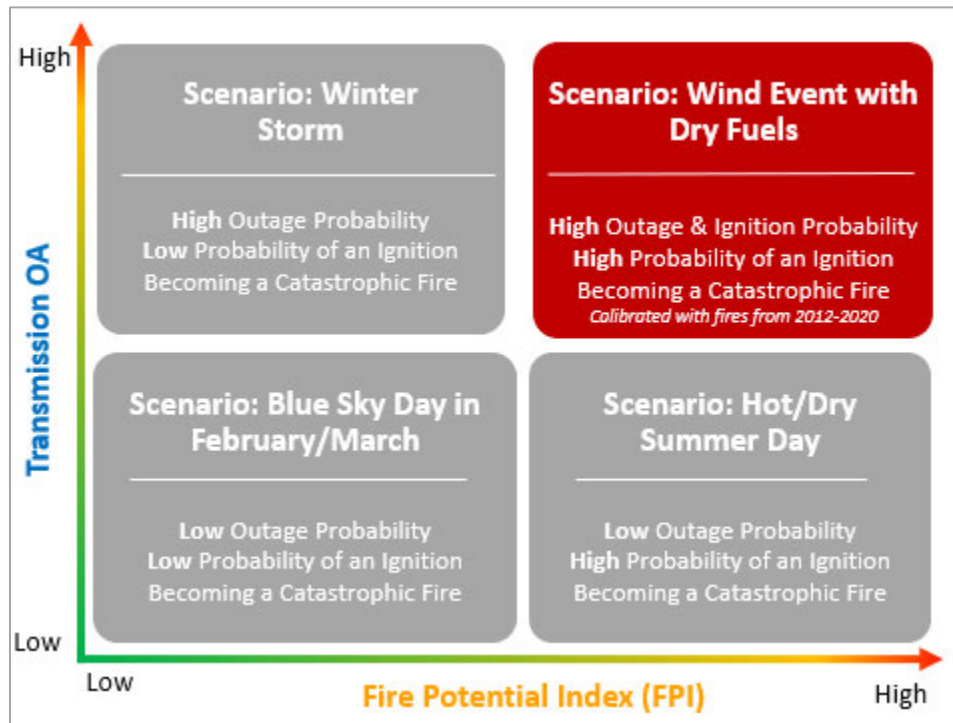 High
Transmission OA
Low
Scenario: Winter
Storm
High Outage Probability
Low Probability of an Ignition
Becoming a Catastrophic Fire
Scenario: Wind Event with
Dry Fuels
High Outage & Ignition Probability
High Probability of an Ignition
Becoming a Catastrophic Fire
Calibrated with fires from 2012-2020
Scenario: Blue Sky Day in
February/March
Low Outage Probability
Low Probability of an Ignition
Becoming a Catastrophic Fire
Scenario: Hot/Dry
Summer Day
Low Outage Probability
High Probability of an Ignition
Becoming a Catastrophic Fire
Low
Fire Potential Index (FPI)
High